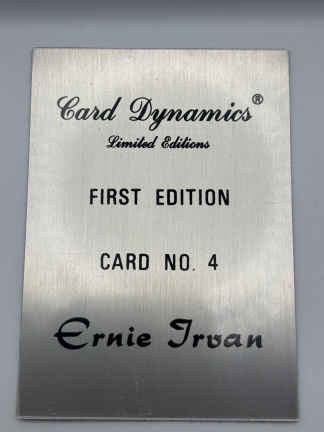 Card Dynamics®
Limited Editions
FIRST EDITION
CARD NO. 4
Ernie Irvan